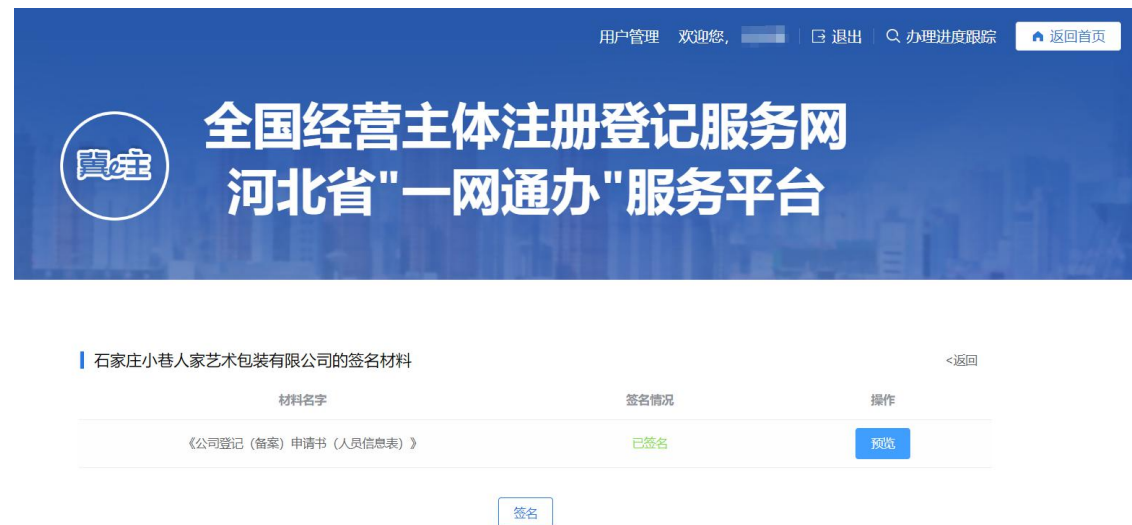 用户管理 欢迎您, 退出 办理进度跟踪 返回首页
冀e主
全国经营主体注册登记服务网
河北省"一网通办"服务平台
石家庄小巷人家艺术包装有限公司的签名材料 <返回
材料名字 签名情况 操作
《公司登记（备案）申请书（人员信息表）》 已签名 预览
签名